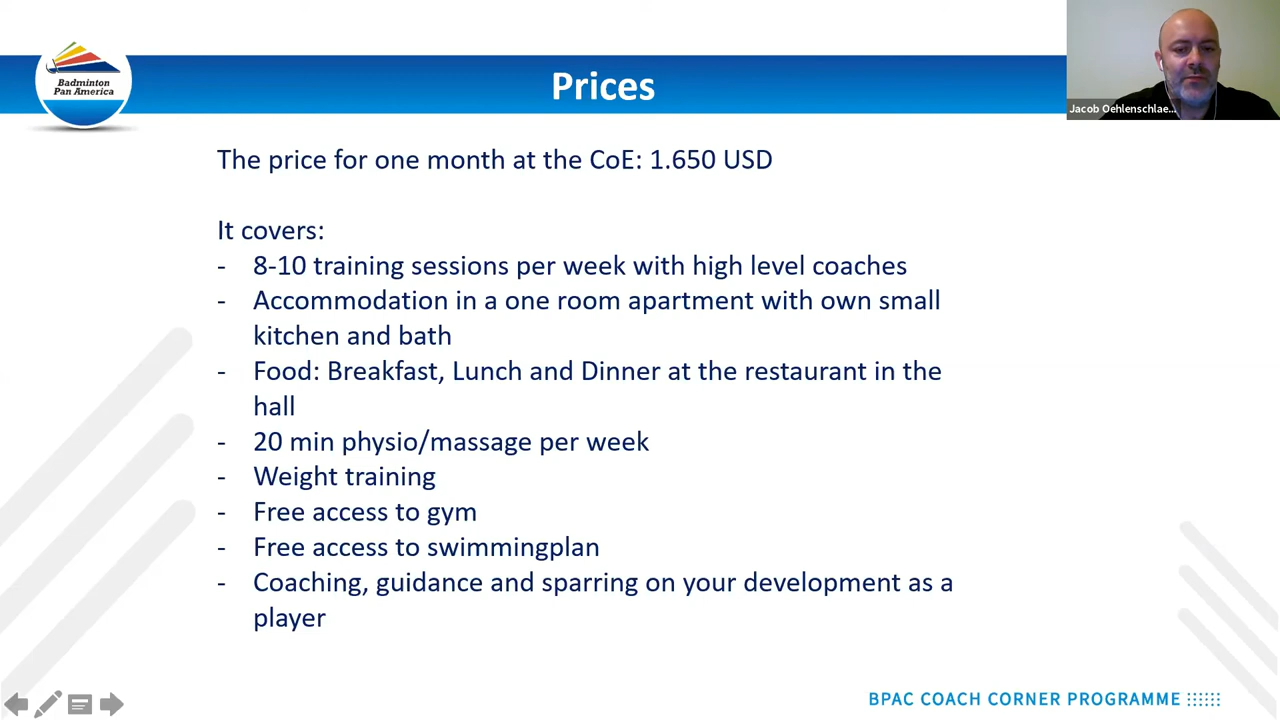 Badminton
Pan America
Prices
Jacob Oehlenschlae...
The price for one month at the CoE: 1.650 USD
It covers:
- 8-10 training sessions per week with high level coaches
- Accommodation in a one room apartment with own small
kitchen and bath
- Food: Breakfast, Lunch and Dinner at the restaurant in the
hall
- 20 min physio/massage per week
- Weight training
- Free access to gym
- Free access to swimmingplan
- Coaching, guidance and sparring on your development as a
player
BPAC COACH CORNER PROGRAMME